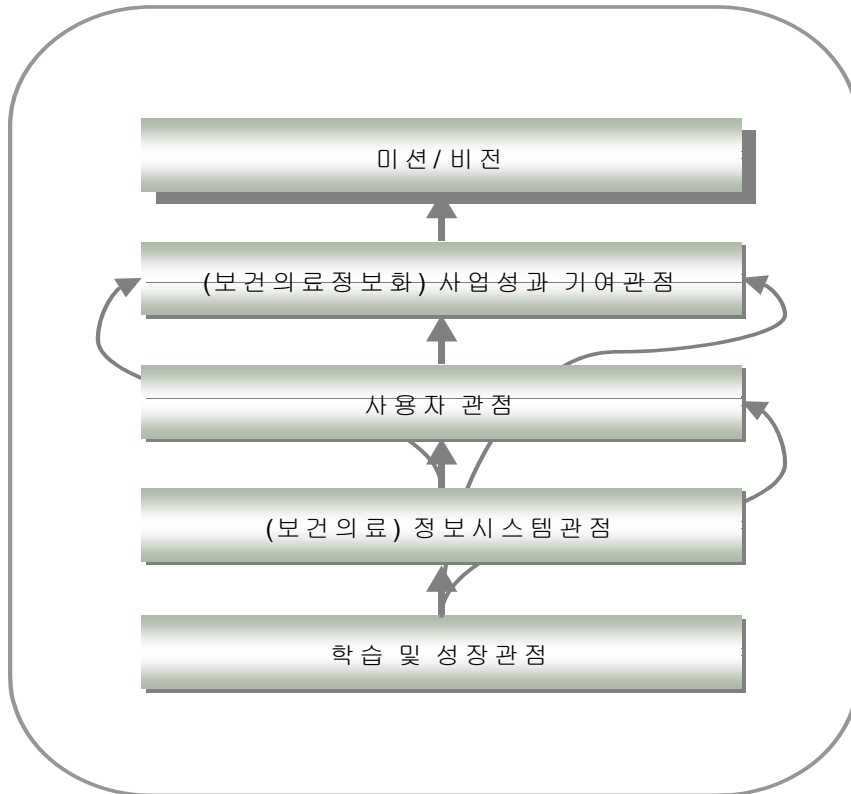 미션/비전
(보건의료정보화) 사업성과 기여관점
사용자 관점
(보건의료) 정보시스템관점
학습 및 성장관점